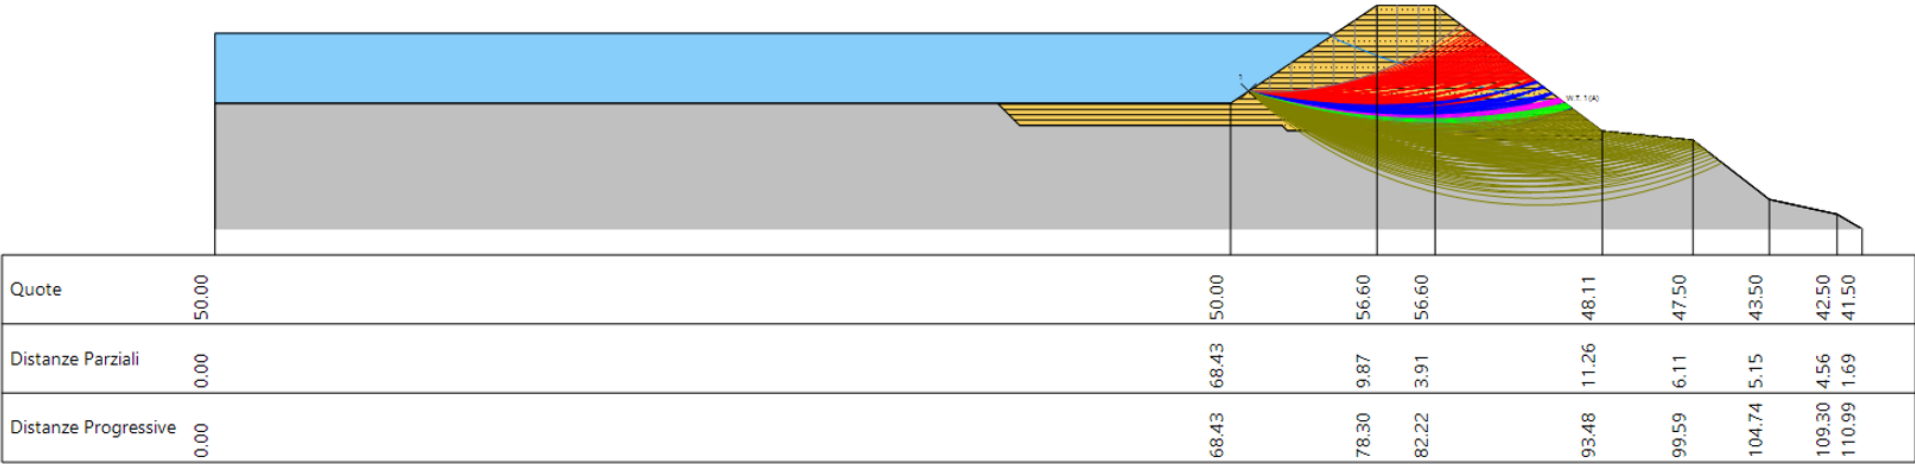 1
W.T. 1(A)
Quote 50.00 50.00 56.60 56.60 48.11 47.50 43.50 42.50 41.50
Distanze Parziali 0.00 68.43 9.87 3.91 11.26 6.11 5.15 4.56 1.69
Distanze Progressive 0.00 68.43 78.30 82.22 93.48 99.59 104.74 109.30 110.99